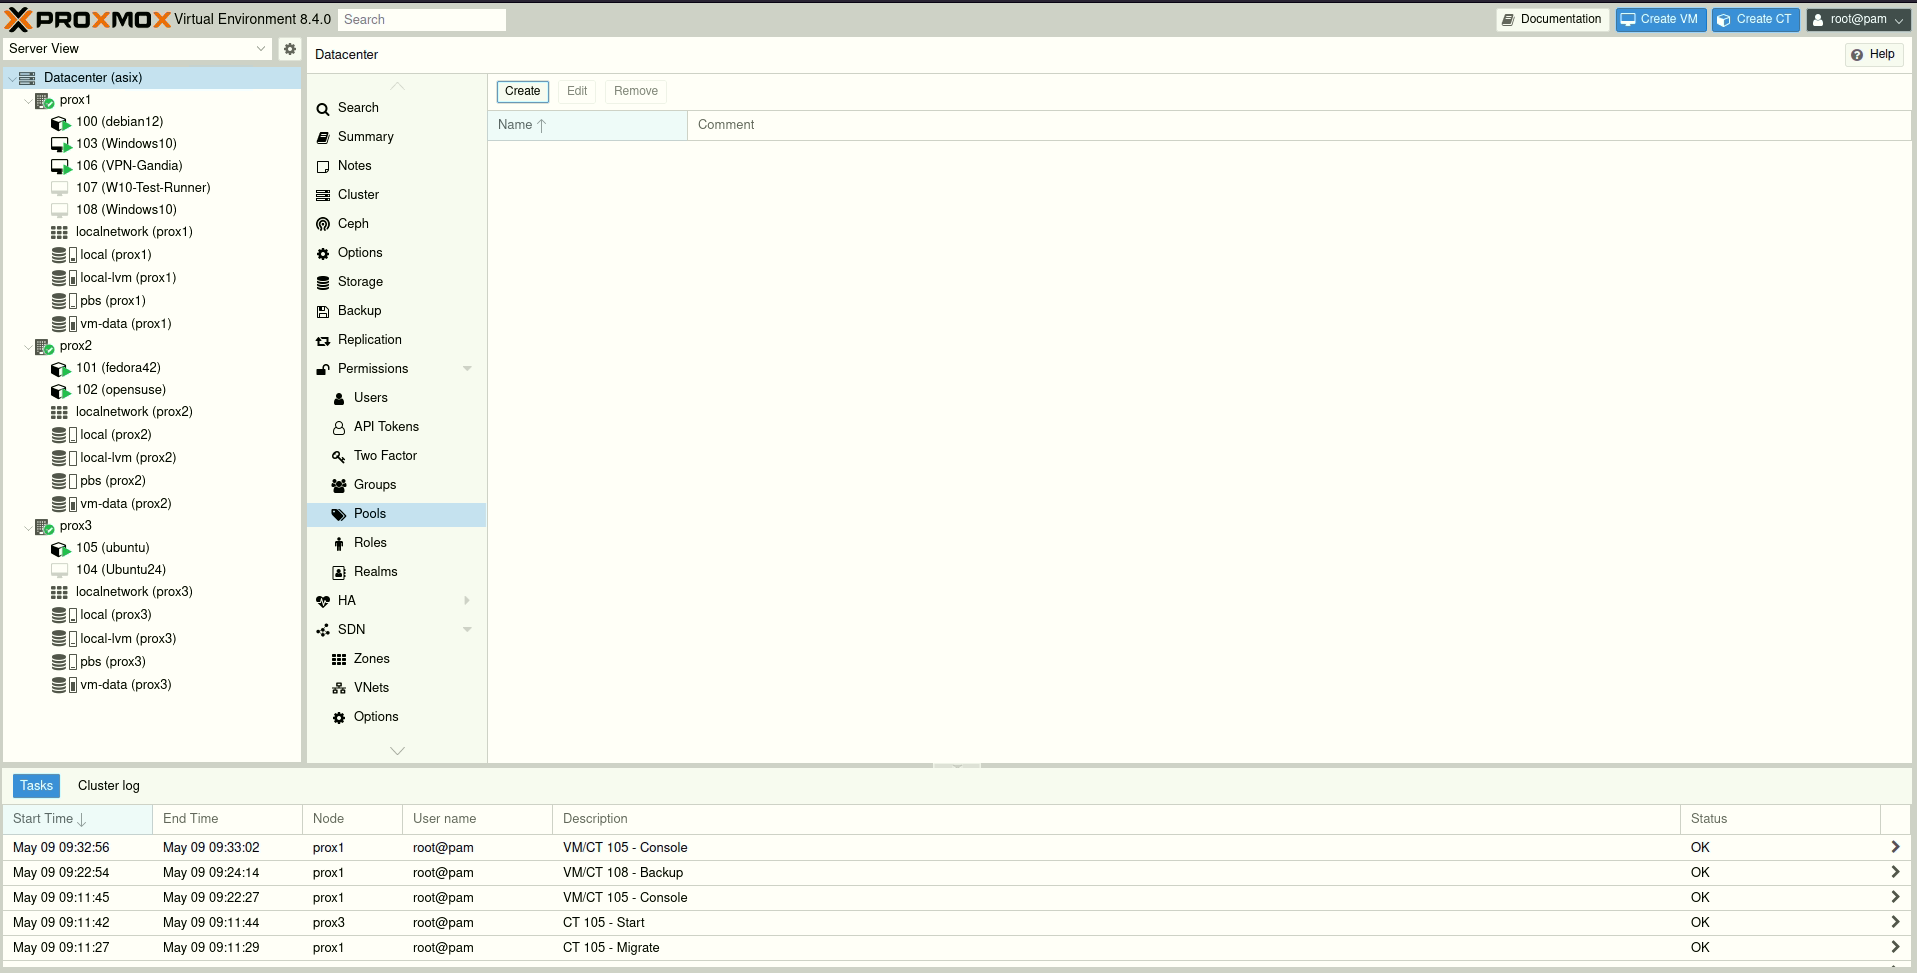 PROXMOX Virtual Environment 8.4.0 Search Documentation Create VM Create CT root@pam
Server View
Datacenter (asix)
prox1
100 (debian12)
103 (Windows10)
106 (VPN-Gandia)
107 (W10-Test-Runner)
108 (Windows10)
localnetwork (prox1)
local (prox1)
local-lvm (prox1)
pbs (prox1)
vm-data (prox1)
prox2
101 (fedora42)
102 (opensuse)
localnetwork (prox2)
local (prox2)
local-lvm (prox2)
pbs (prox2)
vm-data (prox2)
prox3
105 (ubuntu)
104 (Ubuntu24)
localnetwork (prox3)
local (prox3)
local-lvm (prox3)
pbs (prox3)
vm-data (prox3)
Datacenter Help
Search
Summary
Notes
Cluster
Ceph
Options
Storage
Backup
Replication
Permissions
Users
API Tokens
Two Factor
Groups
Pools
Roles
Realms
HA
SDN
Zones
VNets
Options
Create Edit Remove
Name Comment
Tasks Cluster log
Start Time End Time Node User name Description Status
May 09 09:32:56 May 09 09:33:02 prox1 root@pam VM/CT 105 - Console OK
May 09 09:22:54 May 09 09:24:14 prox1 root@pam VM/CT 108 - Backup OK
May 09 09:11:45 May 09 09:22:27 prox1 root@pam VM/CT 105 - Console OK
May 09 09:11:42 May 09 09:11:44 prox3 root@pam CT 105 - Start OK
May 09 09:11:27 May 09 09:11:29 prox1 root@pam CT 105 - Migrate OK